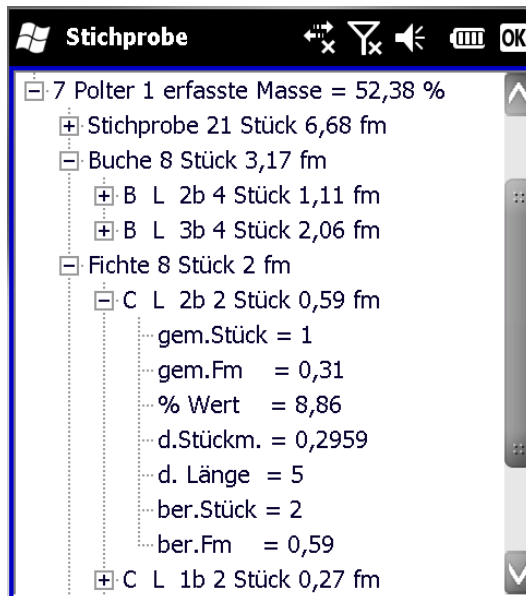 Stichprobe OK
7 Polter 1 erfasste Masse = 52,38 %
Stichprobe 21 Stück 6,68 fm
Buche 8 Stück 3,17 fm
B L 2b 4 Stück 1,11 fm
B L 3b 4 Stück 2,06 fm
Fichte 8 Stück 2 fm
C L 2b 2 Stück 0,59 fm
gem.Stück = 1
gem.Fm = 0,31
% Wert = 8,86
d.Stückm. = 0,2959
d. Länge = 5
ber.Stück = 2
ber.Fm = 0,59
C L 1b 2 Stück 0,27 fm